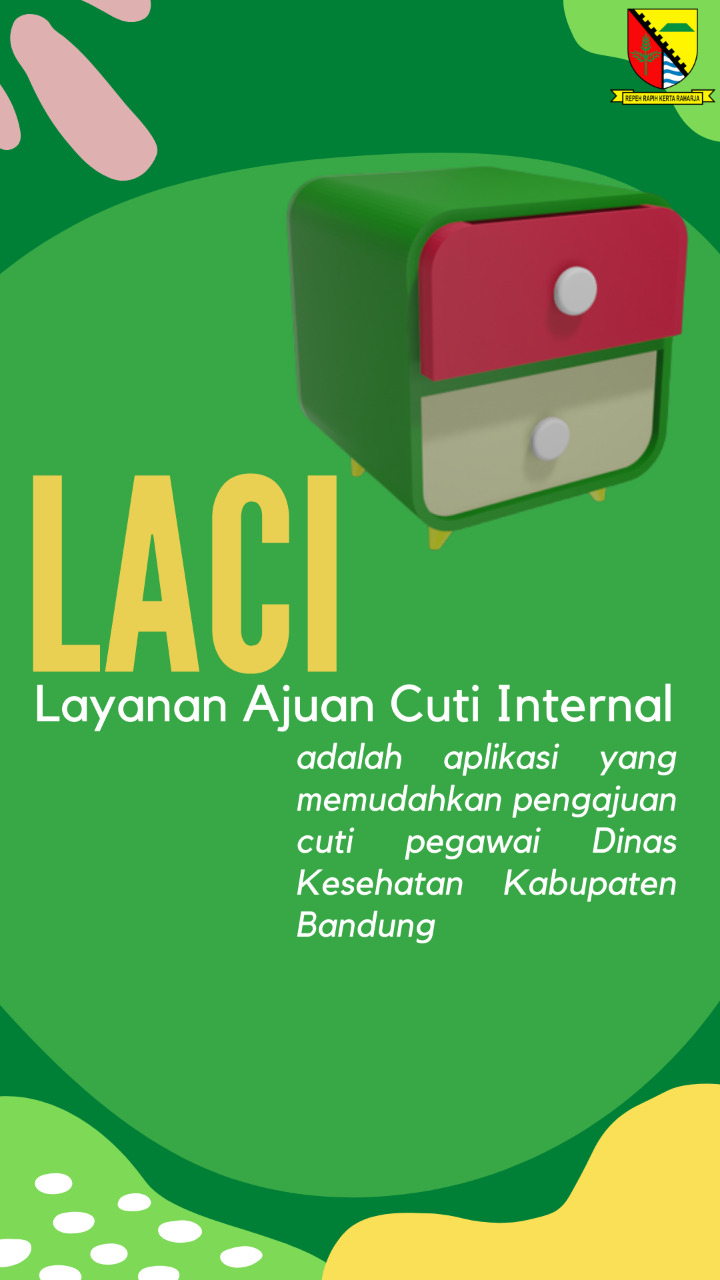 REPEH RAPIH KERTA RAHARJA
LACI
Layanan Ajuan Cuti Internal
adalah aplikasi yang
memudahkan pengajuan
cuti pegawai Dinas
Kesehatan Kabupaten
Bandung